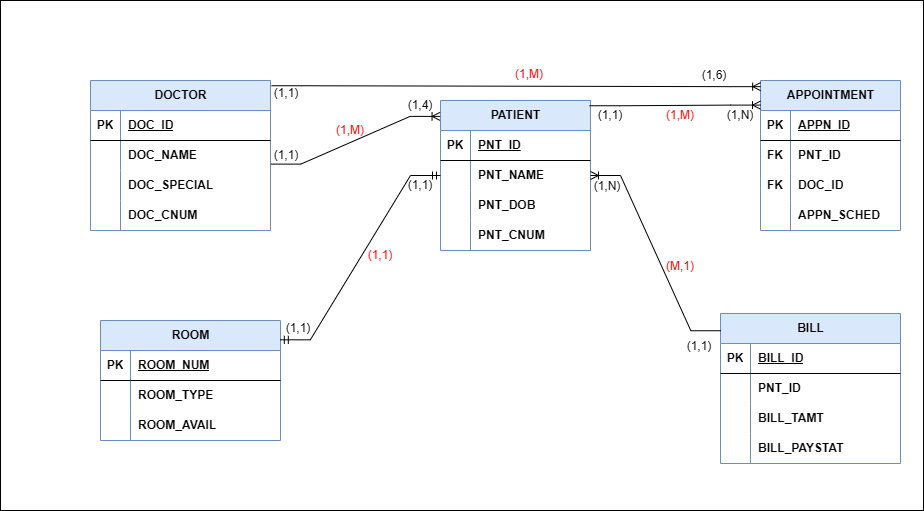 (1,M)
(1,6)
(1,1)
DOCTOR
PK DOC_ID
DOC_NAME
DOC_SPECIAL
DOC_CNUM
(1,1)
(1,M)
(1,4)
PATIENT
PK PNT_ID
PNT_NAME
PNT_DOB
PNT_CNUM
(1,1)
(1,M)
(1,N)
APPOINTMENT
PK APPN_ID
FK PNT_ID
FK DOC_ID
APPN_SCHED
(1,1)
(1,N)
(1,1)
(M,1)
(1,1)
ROOM
PK ROOM_NUM
ROOM_TYPE
ROOM_AVAIL
(1,1)
BILL
PK BILL_ID
PNT_ID
BILL_TAMT
BILL_PAYSTAT